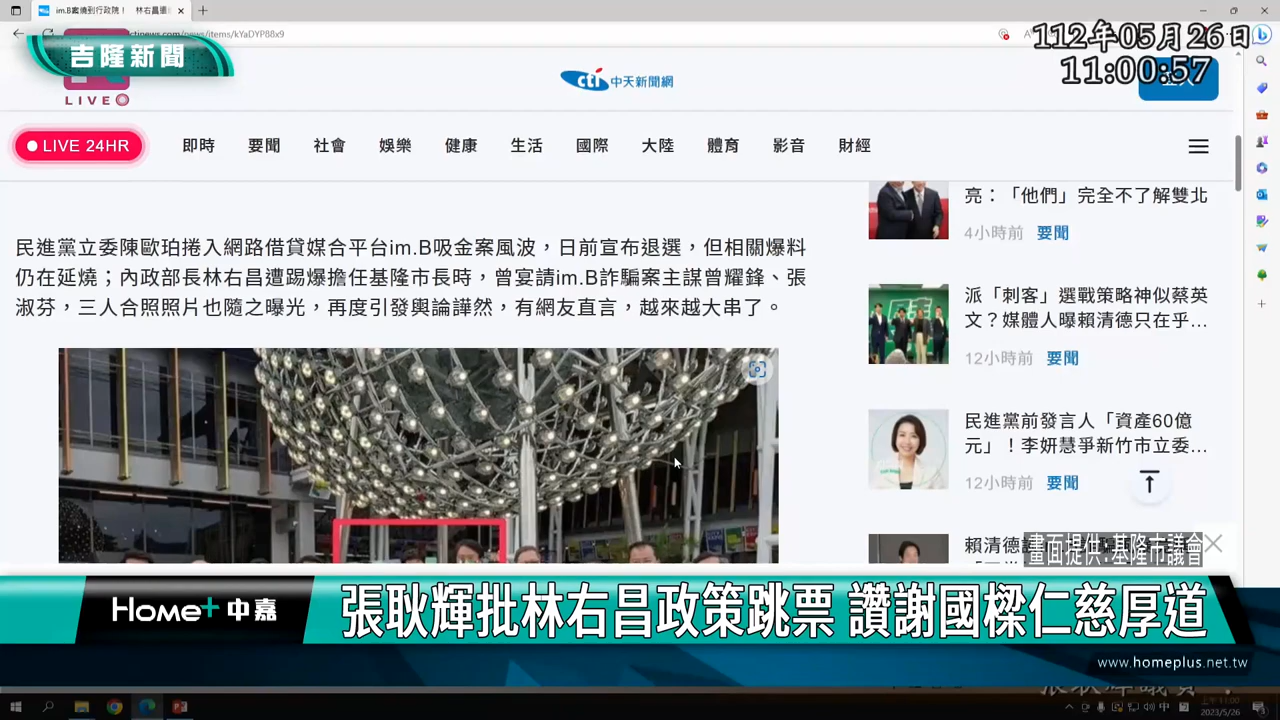 im.B案燒到行政院！ 林右昌遭
112年05月26日
11:00:57
吉隆新聞
LIVE
cti 中天新聞網
LIVE 24HR
即時 要聞 社會 娛樂 健康 生活 國際 大陸 體育 影音 財經
民進黨立委陳歐珀捲入網路借貸媒合平台im.B吸金案風波，日前宣布退選，但相關爆料
仍在延燒；內政部長林右昌遭踢爆擔任基隆市長時，曾宴請im.B詐騙案主謀曾耀鋒、張
淑芬，三人合照照片也隨之曝光，再度引發輿論譁然，有網友直言，越來越大串了。
亮：「他們」完全不了解雙北
4小時前 要聞
派「刺客」選戰策略神似蔡英
文？媒體人曝賴清德只在乎...
12小時前 要聞
民進黨前發言人「資產60億
元」！李妍慧爭新竹市立委...
12小時前 要聞
賴清德
畫面提供:基隆市議會
Home+ 中嘉
張耿輝批林右昌政策跳票 讚謝國樑仁慈厚道
www.homeplus.net.tw
上午 11:00
2023/5/26